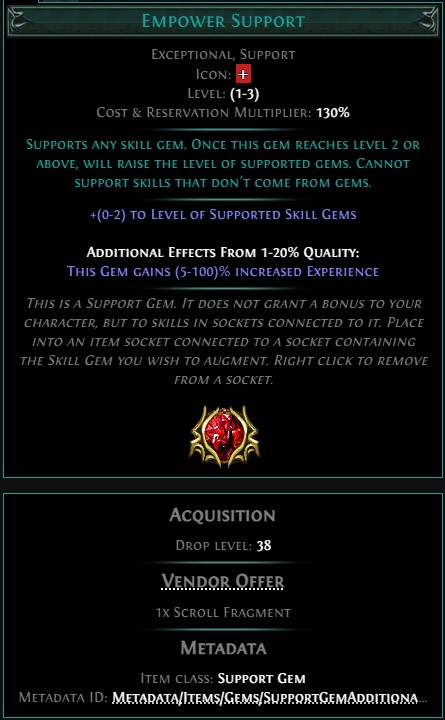 Empower Support
Exceptional, Support
Icon: +
Level: (1-3)
Cost & Reservation Multiplier: 130%
Supports any skill gem. Once this gem reaches level 2 or
above, will raise the level of supported gems. Cannot
support skills that don't come from gems.
+(0-2) to Level of Supported Skill Gems
Additional Effects From 1-20% Quality:
This Gem gains (5-100)% increased Experience
This is a Support Gem. It does not grant a bonus to your
character, but to skills in sockets connected to it. Place
into an item socket connected to a socket containing
the Skill Gem you wish to augment. Right click to remove
from a socket.
Acquisition
Drop level: 38
Vendor Offer
1x Scroll Fragment
Metadata
Item class: Support Gem
Metadata ID: Metadata/Items/Gems/SupportGemAdditiona...